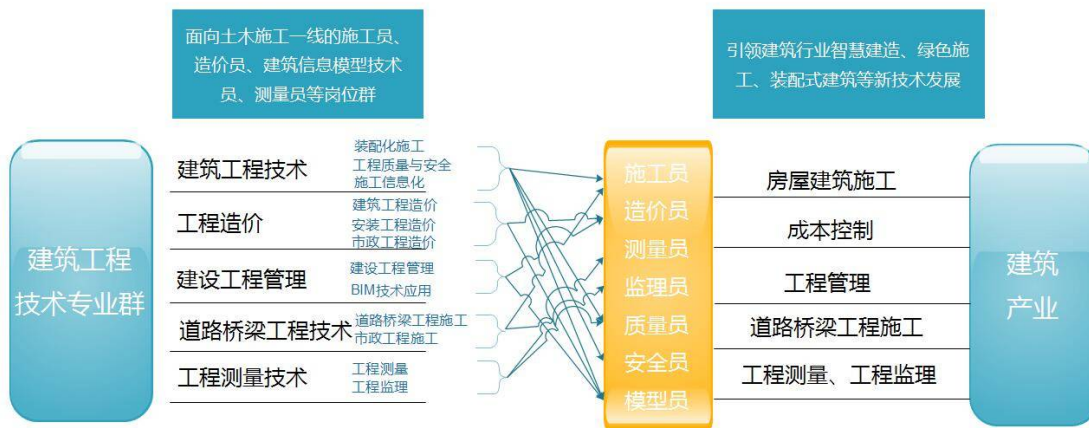 面向土木施工一线的施工员、
造价员、建筑信息模型技术
员、测量员等岗位群
引领建筑行业智慧建造、绿色施
工、装配式建筑等新技术发展
建筑工程
技术专业群
建筑工程技术
装配化施工
工程质量与安全
施工信息化
工程造价
建筑工程造价
安装工程造价
市政工程造价
建设工程管理
建设工程管理
BIM技术应用
道路桥梁工程技术
道路桥梁工程施工
市政工程施工
工程测量技术
工程测量
工程监理
施工员
造价员
测量员
监理员
质量员
安全员
模型员
房屋建筑施工
成本控制
工程管理
道路桥梁工程施工
工程测量、工程监理
建筑
产业